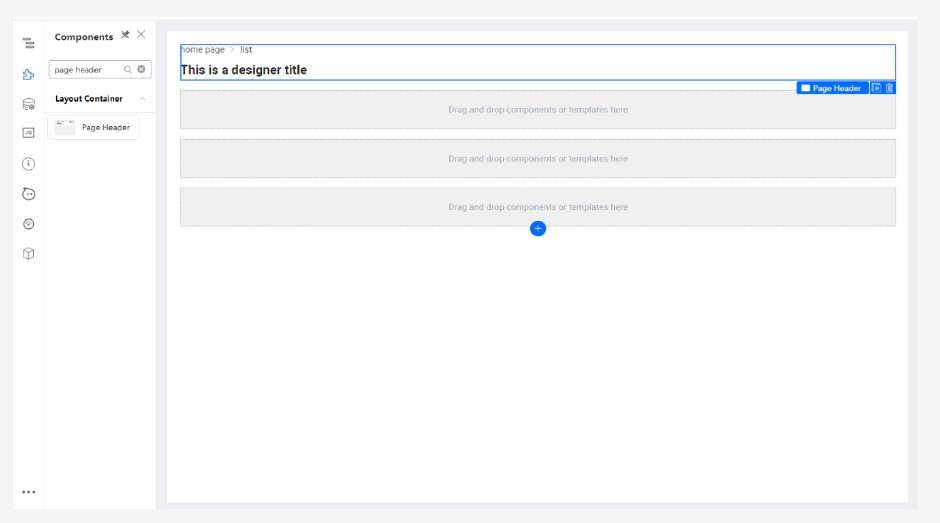 Components
page header
Layout Container
Page Header
home page > list
This is a designer title
Page Header
Drag and drop components or templates here
Drag and drop components or templates here
Drag and drop components or templates here